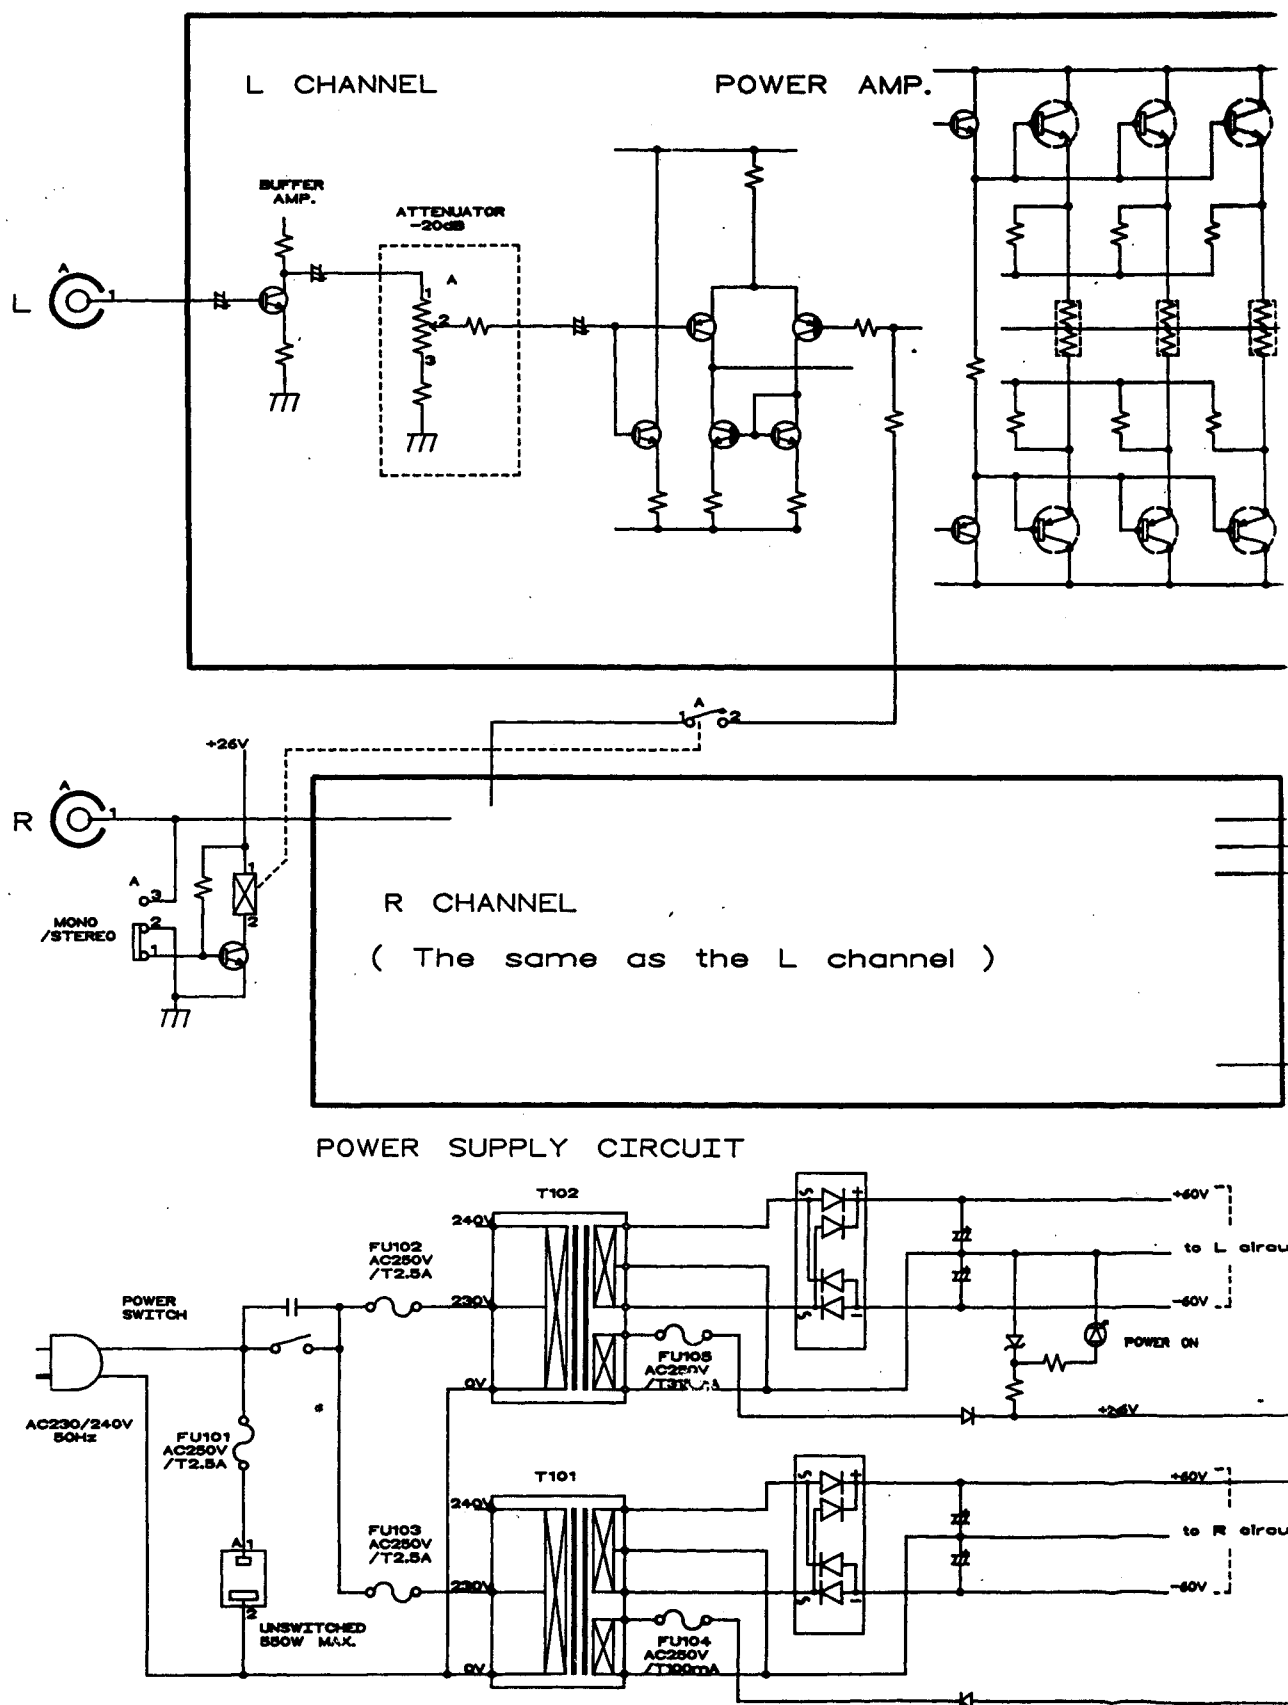 L CHANNEL
POWER AMP.
BUFFER
AMP.
ATTENUATOR
-20dB
A
1
L
A
1
2
3
A
1
2
+26V
A
1
R
A
3
2
1
MONO
/STEREO
1
2
R CHANNEL
( The same as the L channel )
POWER SUPPLY CIRCUIT
T102
240V
FU102
AC250V
/T2.5A
230V
0V
FU105
AC250V
POWER
SWITCH
AC230/240V
50Hz
FU101
AC250V
/T2.5A
A 1
2
UNSWITCHED
550W MAX.
S
+
S
-
+60V
to L circu
-60V
POWER ON
+26V
T101
240V
FU103
AC250V
/T2.5A
230V
0V
FU104
AC250V
/T100mA
S
+
S
-
+60V
to R circu
-60V